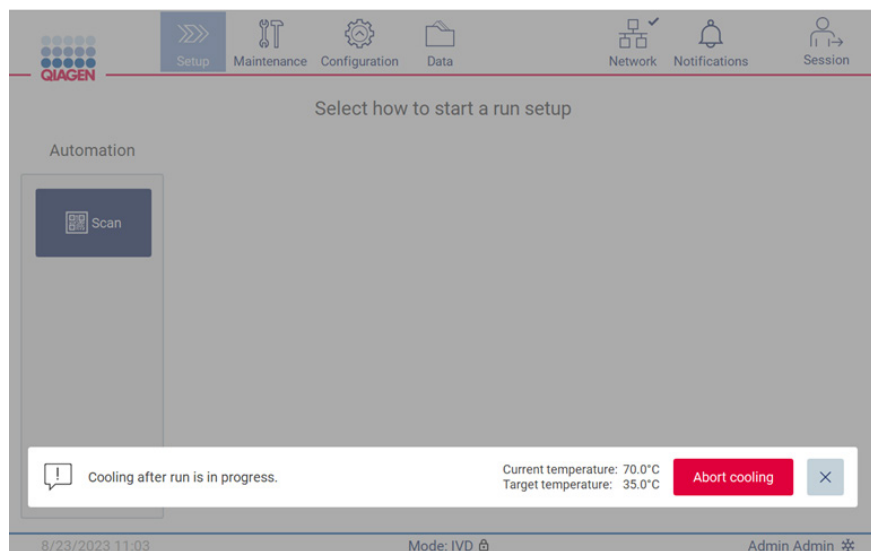 QIAGEN
Setup
Maintenance
Configuration
Data
Network
Notifications
Session
Select how to start a run setup
Automation
Scan
Cooling after run is in progress.
Current temperature: 70.0°C
Target temperature: 35.0°C
Abort cooling
8/23/2023 11:03
Mode: IVD
Admin Admin